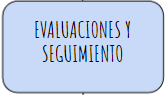 EVALUACIONES Y
SEGUIMIENTO